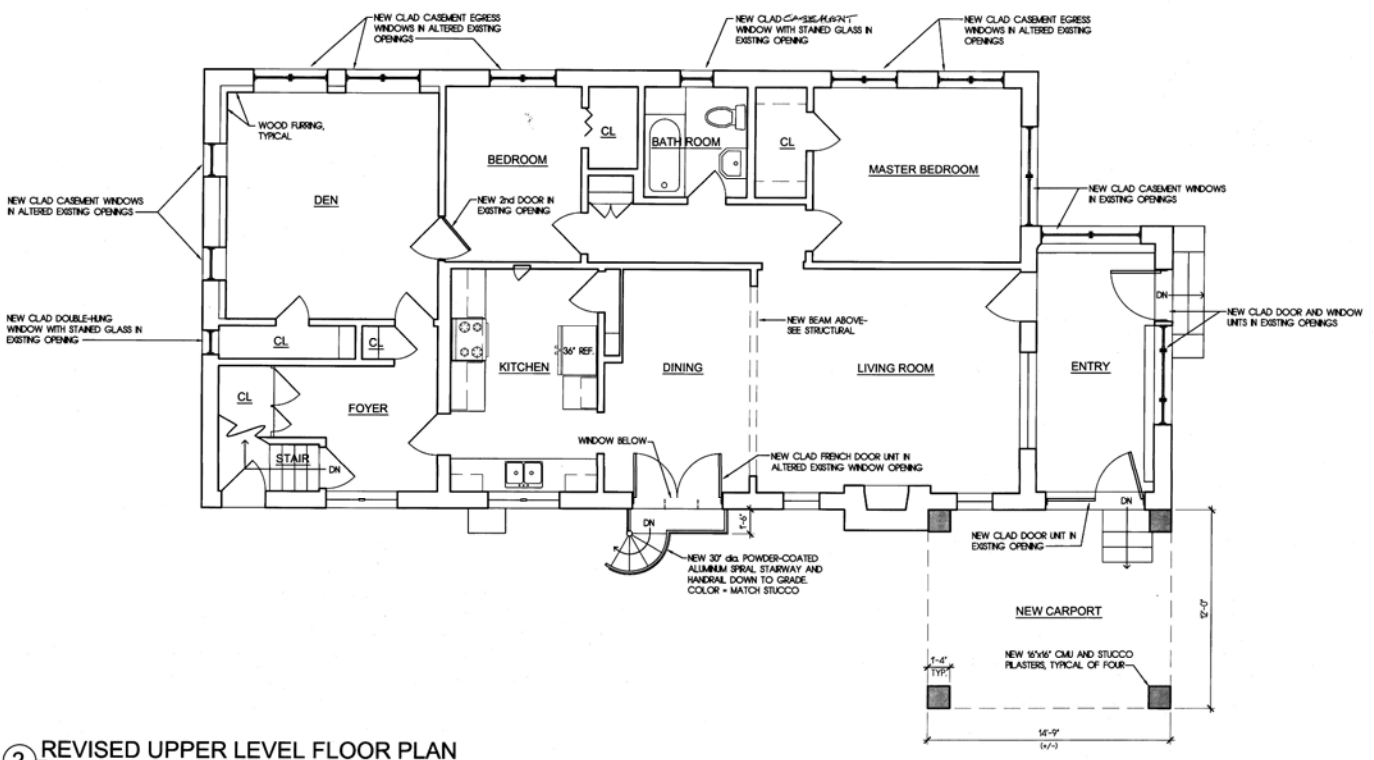 NEW CLAD CASEMENT EGRESS
WINDOWS IN ALTERED EXISTING
OPENINGS
NEW CLAD CASEMENT
WINDOW WITH STAINED GLASS IN
EXISTING OPENING
NEW CLAD CASEMENT EGRESS
WINDOWS IN ALTERED EXISTING
OPENINGS
WOOD FURRING,
TYPICAL
CL
BATH ROOM
CL
BEDROOM
MASTER BEDROOM
DEN
NEW CLAD CASEMENT WINDOWS
IN ALTERED EXISTING OPENINGS
NEW 2nd DOOR IN
EXISTING OPENING
NEW CLAD CASEMENT WINDOWS
IN EXISTING OPENINGS
DN
NEW CLAD DOUBLE-HUNG
WINDOW WITH STAINED GLASS IN
EXISTING OPENING
NEW BEAM ABOVE-
SEE STRUCTURAL
NEW CLAD DOOR AND WINDOW
UNITS IN EXISTING OPENINGS
CL
CL
36" REF.
KITCHEN
DINING
LIVING ROOM
ENTRY
CL
FOYER
WINDOW BELOW
STAIR
DN
NEW CLAD FRENCH DOOR UNIT IN
ALTERED EXISTING WINDOW OPENING
DN
DN
1'-6"
NEW CLAD DOOR UNIT IN
EXISTING OPENING
NEW 30" dia. POWDER-COATED
ALUMINUM SPIRAL STAIRWAY AND
HANDRAIL DOWN TO GRADE.
COLOR = MATCH STUCCO
NEW CARPORT
12'-0"
NEW 16"x16" CMU AND STUCCO
PILASTERS, TYPICAL OF FOUR
1'-4"
TYP.
14'-9"
(+/-)
2 REVISED UPPER LEVEL FLOOR PLAN